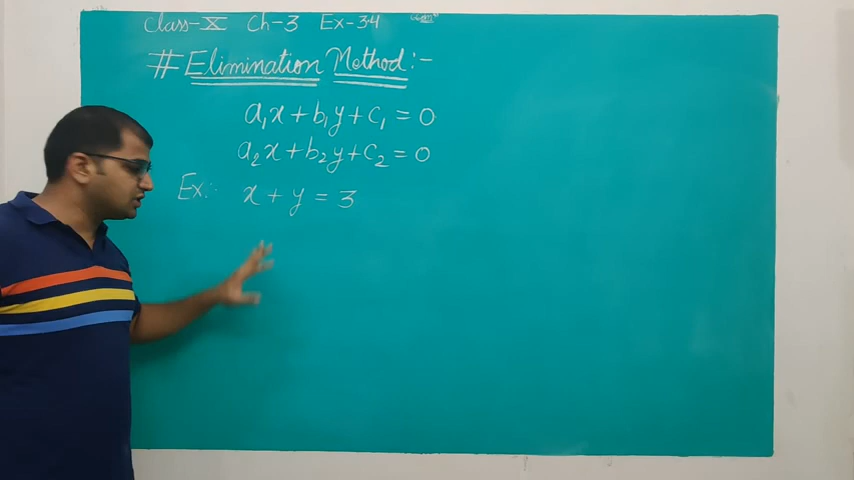 Class-X Ch-3 Ex-3.4
# Elimination Method:-
a₁x+b₁y+c₁=0
a₂x+b₂y+c₂=0
Ex:- x+y=3